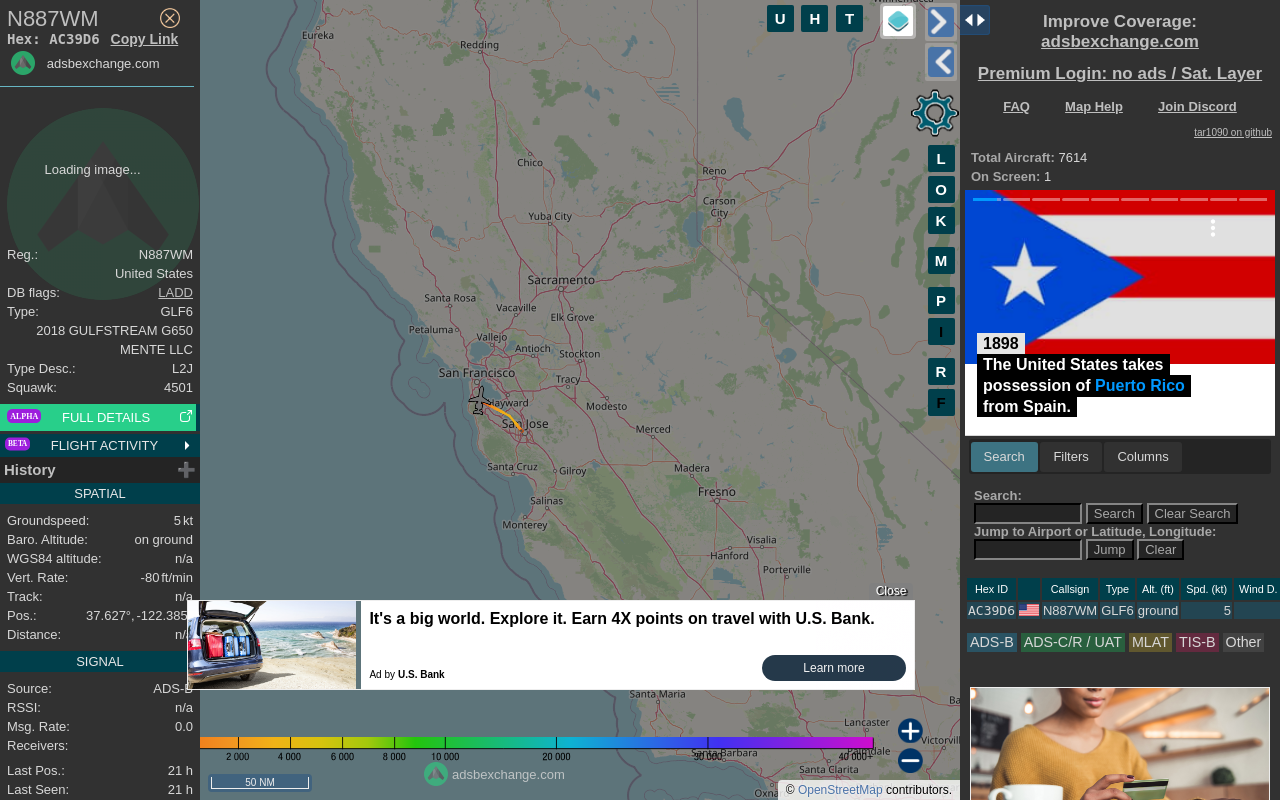 N887WM
Hex: AC39D6 Copy Link
adsbexchange.com
Loading image...
Reg.: N887WM
United States
DB flags: LADD
Type: GLF6
2018 GULFSTREAM G650
MENTE LLC
Type Desc.: L2J
Squawk: 4501
ALPHA FULL DETAILS
BETA FLIGHT ACTIVITY
History
SPATIAL
Groundspeed: 5 kt
Baro. Altitude: on ground
WGS84 altitude: n/a
Vert. Rate: -80 ft/min
Track: n/a
Pos.: 37.627°, -122.385°
Distance: n/a
SIGNAL
Source: ADS-B
RSSI: n/a
Msg. Rate: 0.0
Receivers:
Last Pos.: 21 h
Last Seen: 21 h
U H T
L
O
K
M
P
I
R
F
Eureka
Redding
Chico
Reno
Carson
City
Yuba City
Sacramento
Santa Rosa
Vacaville
Elk Grove
Petaluma
Vallejo
Antioch
Stockton
San Francisco
Tracy
Hayward
Modesto
San Jose
Merced
Santa Cruz
Gilroy
Madera
Fresno
Salinas
Monterey
Visalia
Hanford
Porterville
Santa Maria
Lancaster
Santa Barbara
Palmdale
Santa Clarita
Close
It's a big world. Explore it. Earn 4X points on travel with U.S. Bank.
Ad by U.S. Bank
Learn more
2 000 4 000 6 000 8 000 10 000 20 000 30 000 40 000+
50 NM
adsbexchange.com
© OpenStreetMap contributors.
Improve Coverage:
adsbexchange.com
Premium Login: no ads / Sat. Layer
FAQ Map Help Join Discord
tar1090 on github
Total Aircraft: 7614
On Screen: 1
1898
The United States takes
possession of Puerto Rico
from Spain.
Search Filters Columns
Search:
Search Clear Search
Jump to Airport or Latitude, Longitude:
Jump Clear
Hex ID Callsign Type Alt. (ft) Spd. (kt) Wind D.
AC39D6 N887WM GLF6 ground 5
ADS-B ADS-C/R / UAT MLAT TIS-B Other